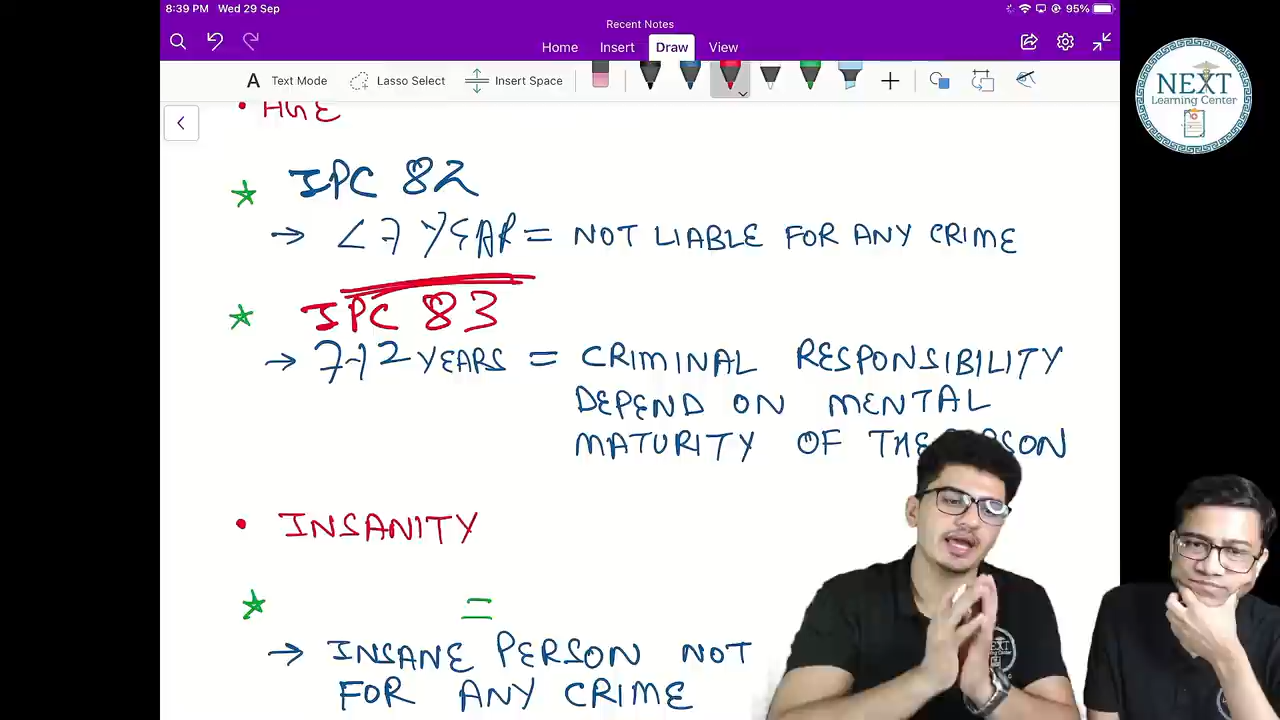 8:39 PM Wed 29 Sep
95%
Recent Notes
Home Insert Draw View
Text Mode
Lasso Select
Insert Space
NEXT
Learning Center
• AGE
IPC 82
→ <7 YEAR = NOT LIABLE FOR ANY CRIME
IPC 83
→ 7-12 YEARS = CRIMINAL RESPONSIBILITY
DEPEND ON MENTAL
MATURITY OF THE PERSON
• INSANITY
=
→ INSANE PERSON NOT
FOR ANY CRIME